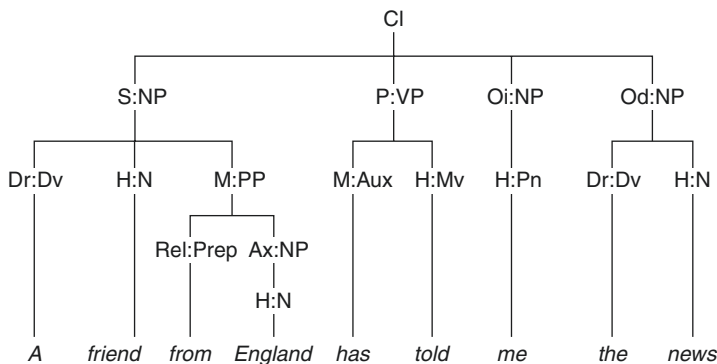 Cl
S:NP P:VP Oi:NP Od:NP
Dr:Dv H:N M:PP M:Aux H:Mv H:Pn Dr:Dv H:N
Rel:Prep Ax:NP
H:N
A friend from England has told me the news